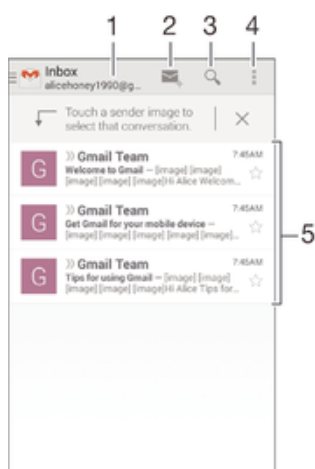 1 2 3 4
Inbox
alicehoney1990@g...
Touch a sender image to
select that conversation.
G
» Gmail Team 7:45AM
Welcome to Gmail – [image] [image]
[image] [image] [image]Hi Alice Welcom...
G
» Gmail Team 7:45AM
Get Gmail for your mobile device –
[image] [image] [image] [image] [image]...
5
G
» Gmail Team 7:45AM
Tips for using Gmail – [image] [image]
[image] [image] [image]Hi Alice Tips for...